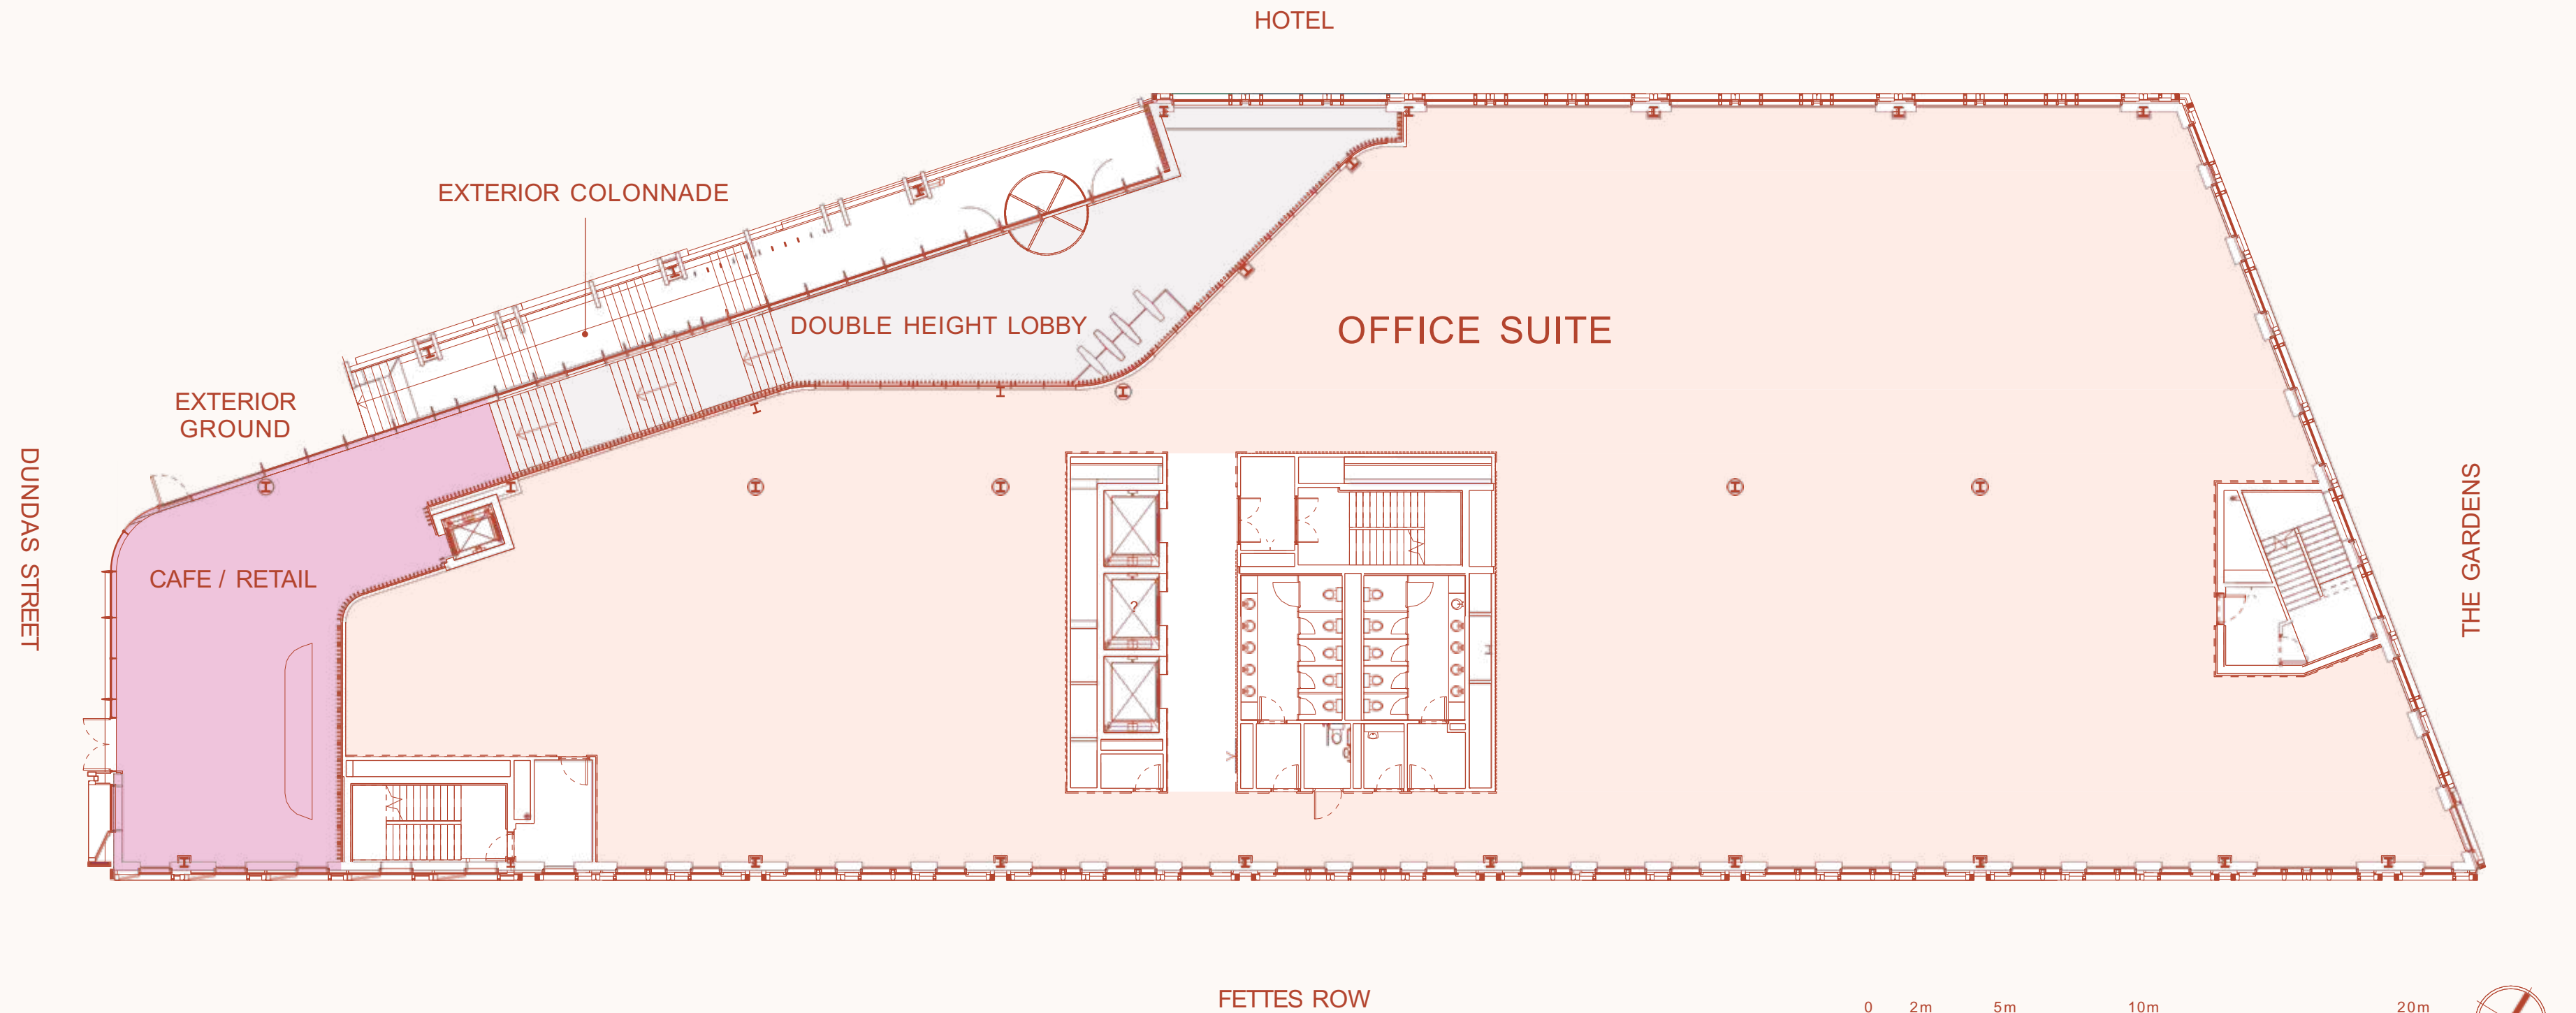 HOTEL
EXTERIOR COLONNADE
DOUBLE HEIGHT LOBBY
OFFICE SUITE
EXTERIOR
GROUND
DUNDAS STREET
THE GARDENS
CAFE / RETAIL
?
FETTES ROW
0 2m 5m 10m 20m